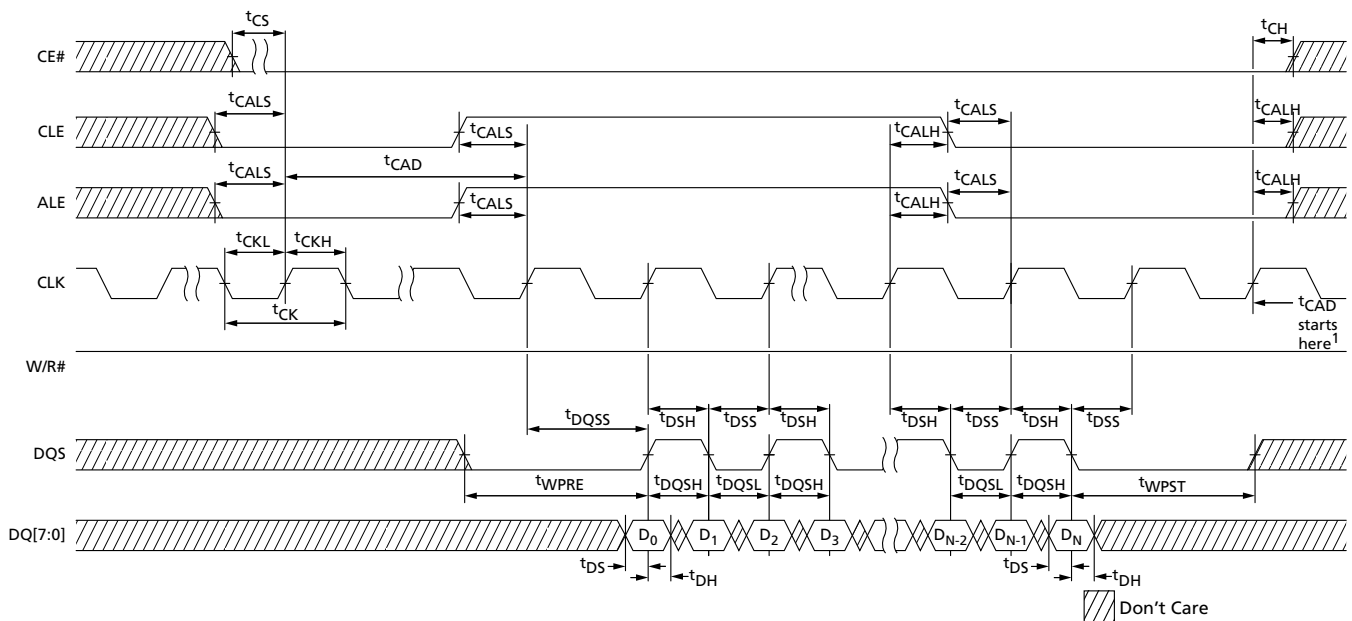 tCS
tCH
CE#
tCALS
tCALS
tCALH
CLE
tCALS
tCALH
tCAD
tCALS
tCALS
tCALH
ALE
tCALS
tCALH
tCKL tCKH
CLK
tCK
tCAD
starts
here1
W/R#
tDQSS
tDSH tDSS tDSH
tDSH tDSS tDSH tDSS
DQS
tWPRE tDQSH tDQSL tDQSH
tDQSL tDQSH tWPST
DQ[7:0]
D0 D1 D2 D3 DN-2 DN-1 DN
tDS tDH tDS tDH
Don't Care